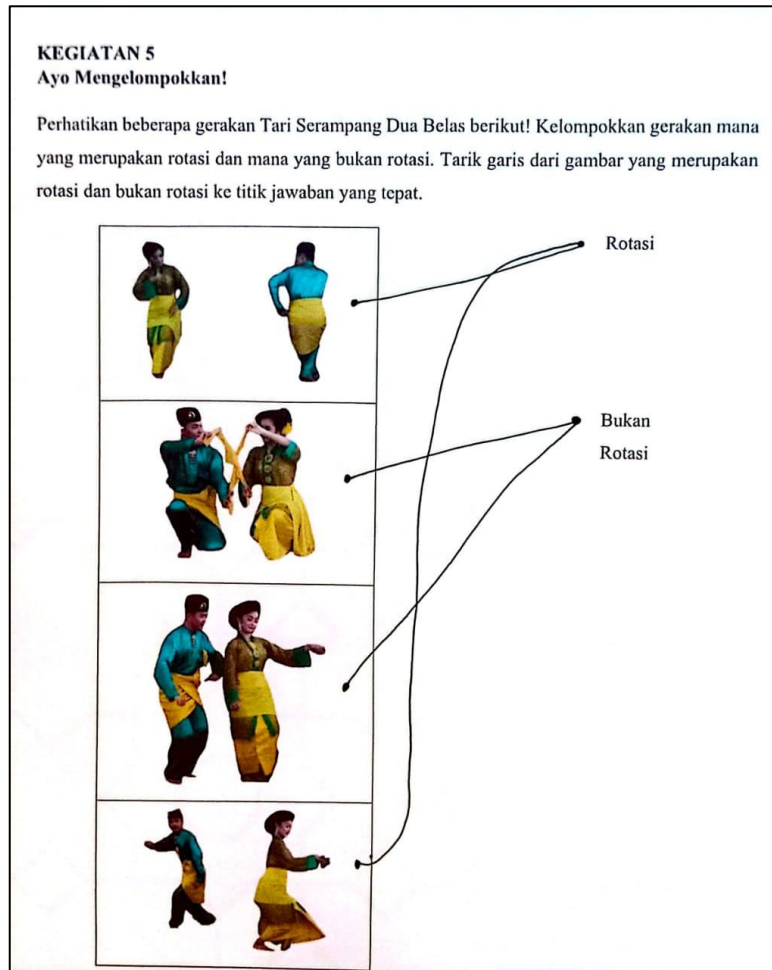 KEGIATAN 5
Ayo Mengelompokkan!
Perhatikan beberapa gerakan Tari Serampang Dua Belas berikut! Kelompokkan gerakan mana
yang merupakan rotasi dan mana yang bukan rotasi. Tarik garis dari gambar yang merupakan
rotasi dan bukan rotasi ke titik jawaban yang tepat.
Rotasi
Bukan
Rotasi